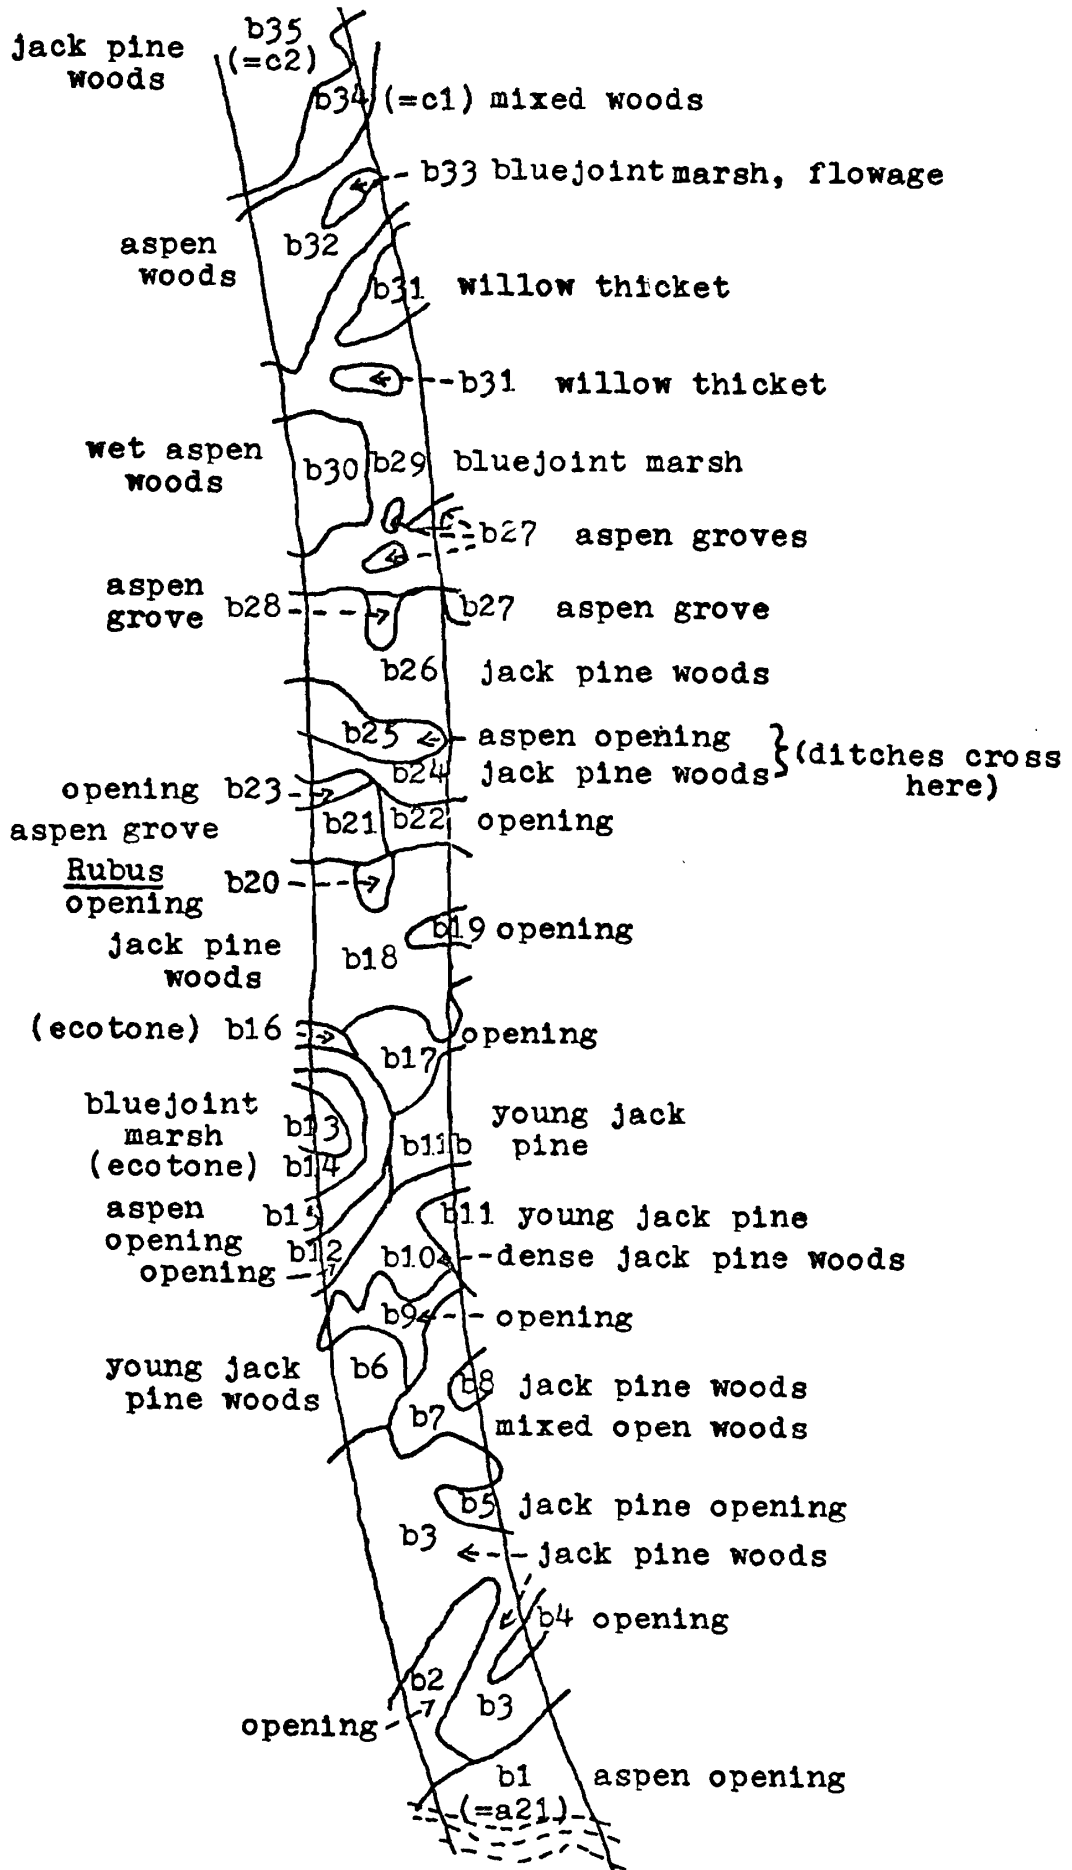 b35
jack pine (=c2)
woods
b34 (=c1) mixed woods
b33 bluejoint marsh, flowage
aspen b32
woods
b31 willow thicket
b31 willow thicket
wet aspen b30 b29 bluejoint marsh
woods
b27 aspen groves
aspen
grove b28 b27 aspen grove
b26 jack pine woods
b25 aspen opening
b24 jack pine woods } (ditches cross
here)
opening b23
aspen grove b21 b22 opening
Rubus b20
opening
b19 opening
jack pine b18
woods
(ecotone) b16 opening
b17
bluejoint b13 young jack
marsh b11b pine
(ecotone) b14
aspen b15 b11 young jack pine
opening b12
opening b10 dense jack pine woods
b9 opening
young jack b6
pine woods b8 jack pine woods
b7 mixed open woods
b5 jack pine opening
b3
jack pine woods
b4 opening
b2
b3
opening
b1 aspen opening
(=a21)